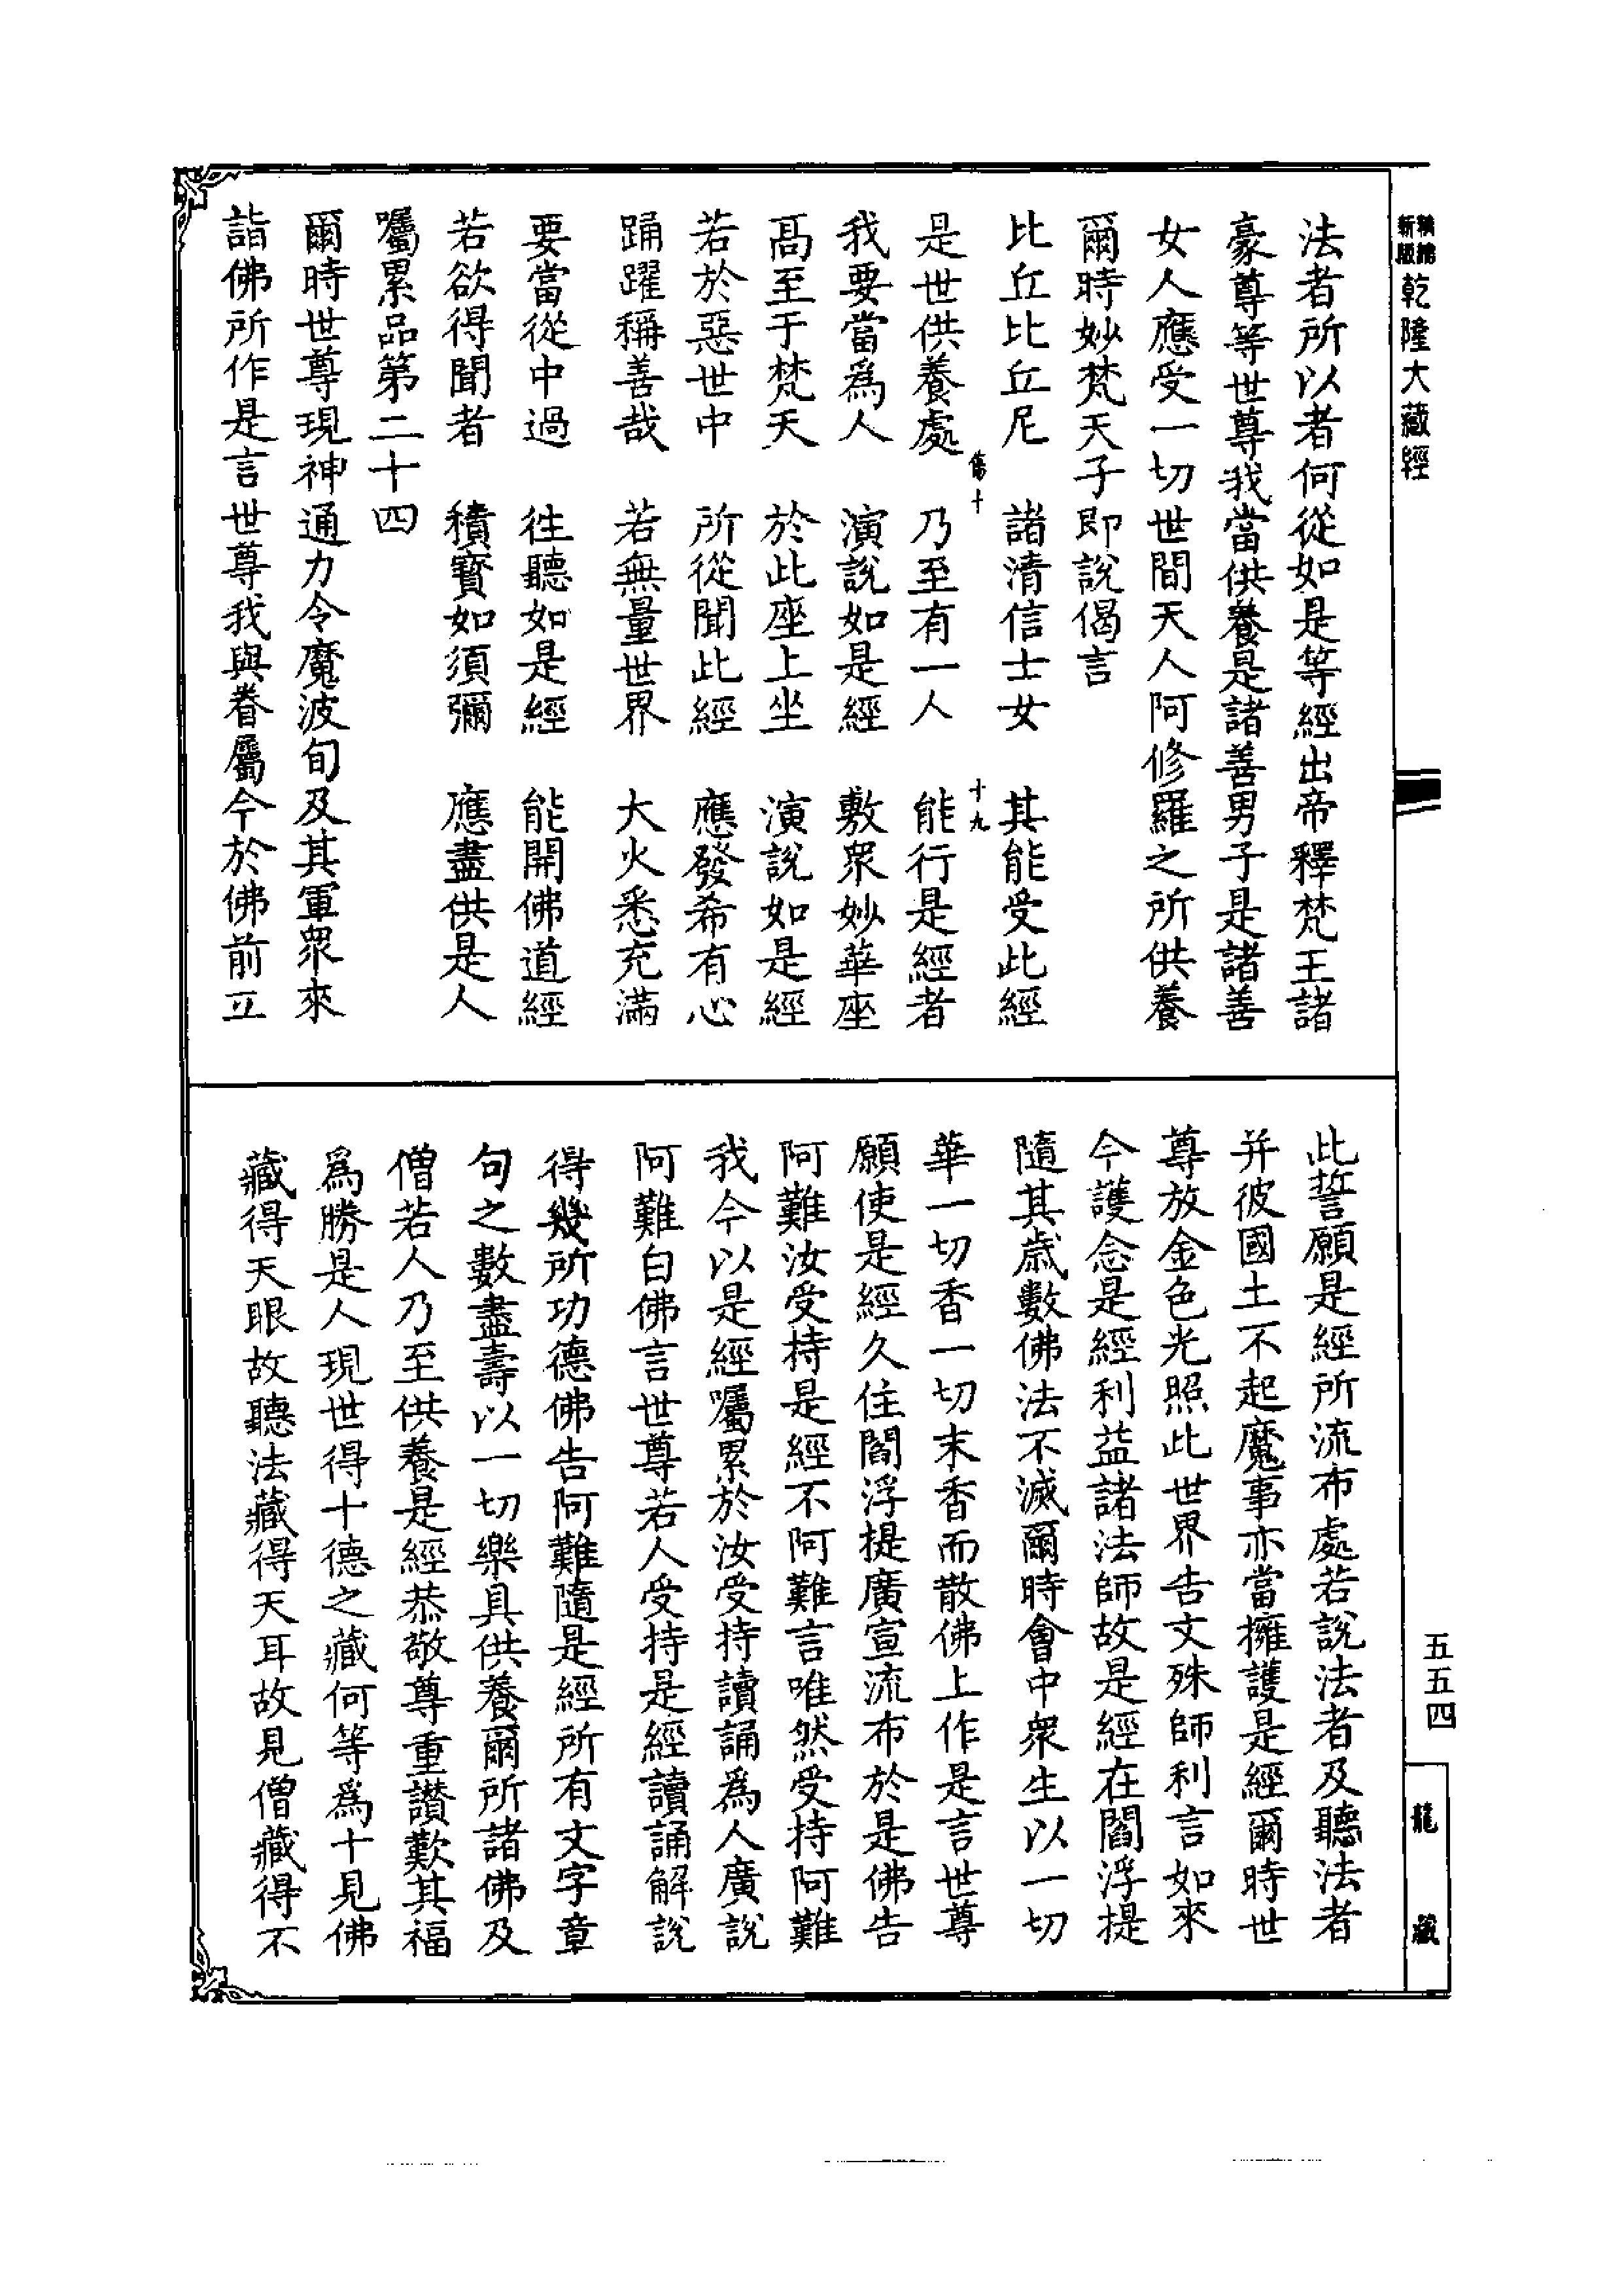 精縮
新版
乾隆大藏經
法者所以者何從如是等經出帝釋梵王諸
豪尊等世尊我當供養是諸善男子是諸善
女人應受一切世間天人阿修羅之所供養
爾時妙梵天子即說偈言
比丘比丘尼　諸清信士女　其能受此經
十九
是世供養處　乃至有一人　能行是經者
我要當為人　演說如是經　敷眾妙華座
高至于梵天　於此座上坐　演說如是經
若於惡世中　所從聞此經　應發希有心
踊躍稱善哉　若無量世界　大火悉充滿
要當從中過　往聽如是經　能開佛道經
若欲得聞者　積寶如須彌　應盡供是人
囑累品第二十四
爾時世尊現神通力令魔波旬及其軍眾來
詣佛所作是言世尊我與眷屬今於佛前立
此誓願是經所流布處若說法者及聽法者
并彼國土不起魔事亦當擁護是經爾時世
尊放金色光照此世界告文殊師利言如來
今護念是經利益諸法師故是經在閻浮提
隨其歲數佛法不滅爾時會中眾生以一切
華一切香一切末香而散佛上作是言世尊
願使是經久住閻浮提廣宣流布於是佛告
阿難汝受持是經不阿難言唯然受持阿難
我今以是經囑累於汝受持讀誦為人廣說
阿難白佛言世尊若人受持是經讀誦解說
得幾所功德佛告阿難隨是經所有文字章
句之數盡壽以一切樂具供養爾所諸佛及
僧若人乃至供養是經恭敬尊重讚歎其福
為勝是人現世得十德之藏何等為十見佛
藏得天眼故聽法藏得天耳故見僧藏得不
五五四
龍藏